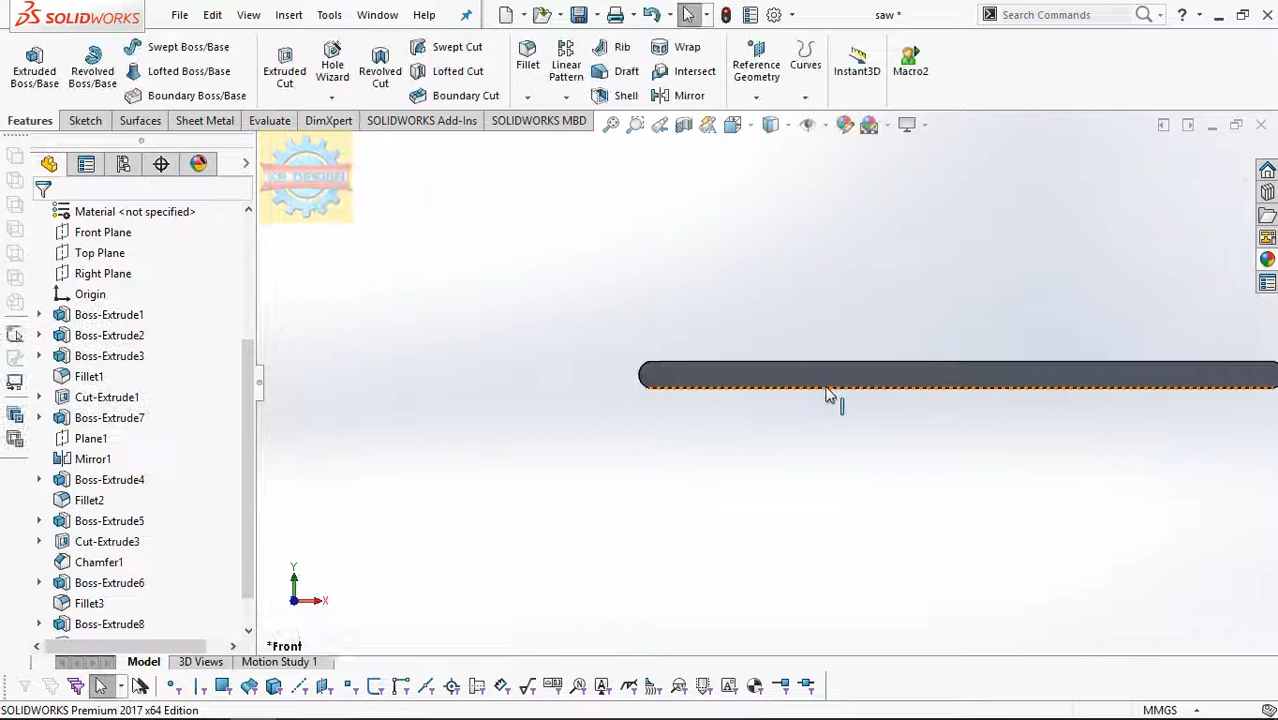 SOLIDWORKS
File Edit View Insert Tools Window Help
saw *
Search Commands
Extruded Boss/Base
Revolved Boss/Base
Swept Boss/Base
Lofted Boss/Base
Boundary Boss/Base
Extruded Cut
Hole Wizard
Revolved Cut
Swept Cut
Lofted Cut
Boundary Cut
Fillet
Linear Pattern
Rib
Draft
Shell
Wrap
Intersect
Mirror
Reference Geometry
Curves
Instant3D
Macro2
Features Sketch Surfaces Sheet Metal Evaluate DimXpert SOLIDWORKS Add-Ins SOLIDWORKS MBD
Material <not specified>
Front Plane
Top Plane
Right Plane
Origin
Boss-Extrude1
Boss-Extrude2
Boss-Extrude3
Fillet1
Cut-Extrude1
Boss-Extrude7
Plane1
Mirror1
Boss-Extrude4
Fillet2
Boss-Extrude5
Cut-Extrude3
Chamfer1
Boss-Extrude6
Fillet3
Boss-Extrude8
Y
X
*Front
Model 3D Views Motion Study 1
SOLIDWORKS Premium 2017 x64 Edition
MMGS